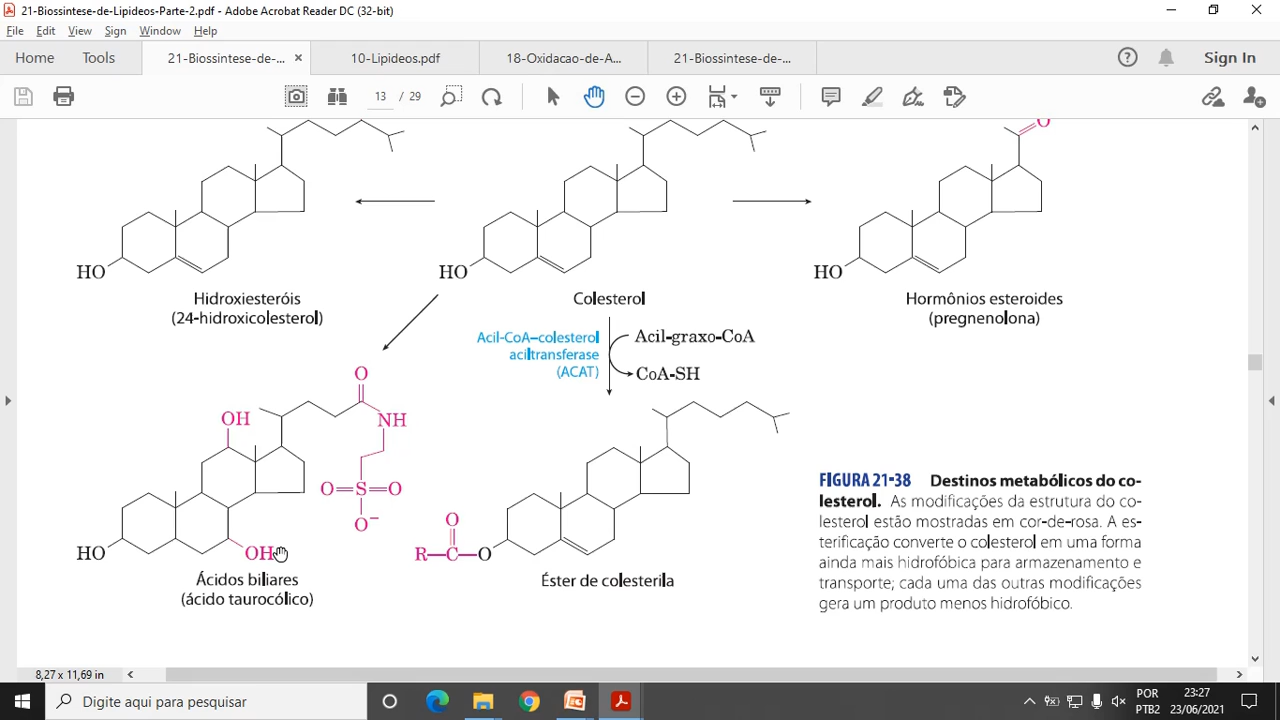 21-Biossintese-de-Lipideos-Parte-2.pdf - Adobe Acrobat Reader DC (32-bit)
File Edit View Sign Window Help
Home Tools 21-Biossintese-de-... × 10-Lipideos.pdf 18-Oxidacao-de-A... 21-Biossintese-de-... Sign In
13 / 29
O
HO
HO
HO
Hidroxiesteróis
(24-hidroxicolesterol)
Colesterol
Hormônios esteroides
(pregnenolona)
Acil-CoA–colesterol
aciltransferase
(ACAT)
Acil-graxo-CoA
CoA-SH
O
OH
NH
O=S=O
O−
HO
OH
Ácidos biliares
(ácido taurocólico)
O
R—C—O
Éster de colesterila
FIGURA 21-38 Destinos metabólicos do co-
lesterol. As modificações da estrutura do co-
lesterol estão mostradas em cor-de-rosa. A es-
terificação converte o colesterol em uma forma
ainda mais hidrofóbica para armazenamento e
transporte; cada uma das outras modificações
gera um produto menos hidrofóbico.
8,27 x 11,69 in
Digite aqui para pesquisar
POR
PTB2
23:27
23/06/2021